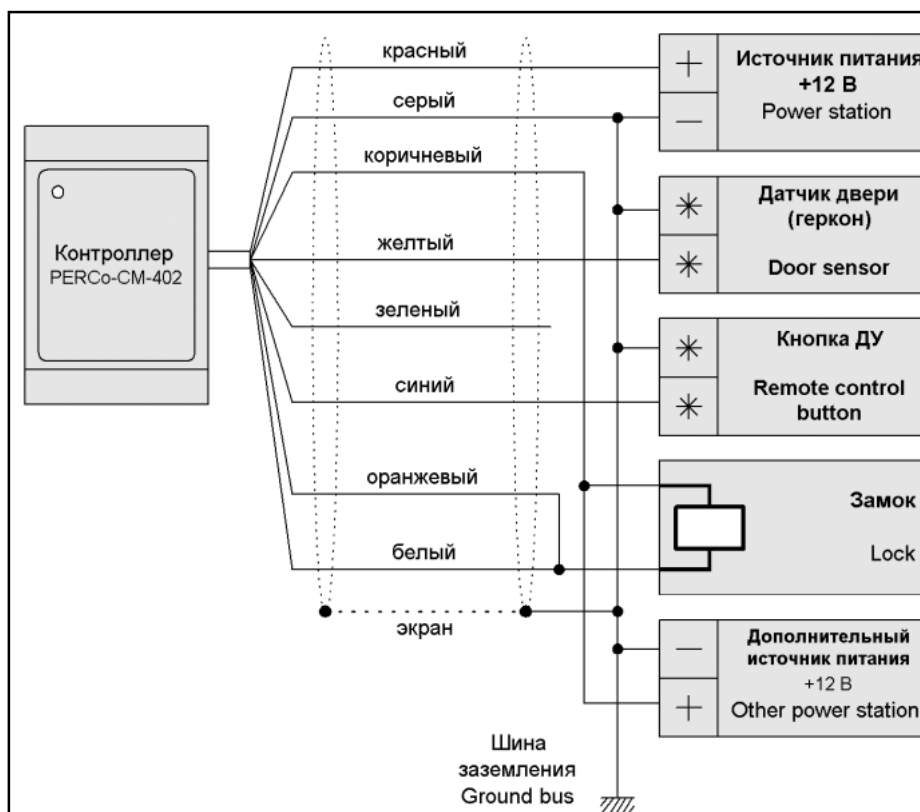 красный
серый
коричневый
желтый
зеленый
синий
оранжевый
белый
экран
Контроллер
PERCo-CM-402
+
Источник питания
+12 В
—
Power station
*
Датчик двери
(геркон)
*
Door sensor
*
Кнопка ДУ
*
Remote control
button
Замок
Lock
—
Дополнительный
источник питания
+12 В
+
Other power station
Шина
заземления
Ground bus